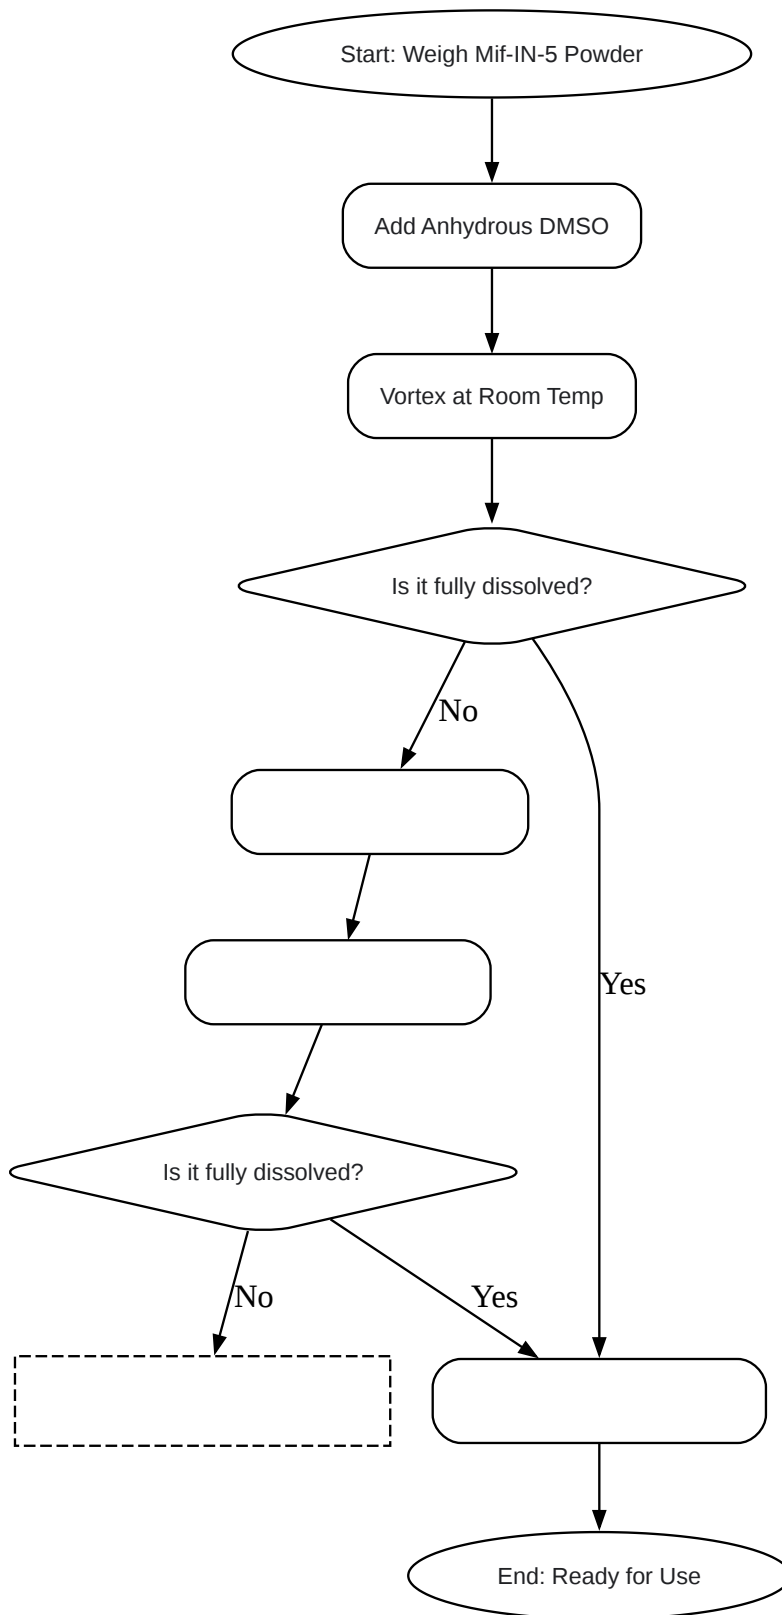 Start: Weigh Mif-IN-5 Powder
Add Anhydrous DMSO
Vortex at Room Temp
Is it fully dissolved?
No
Yes
Is it fully dissolved?
No
Yes
End: Ready for Use